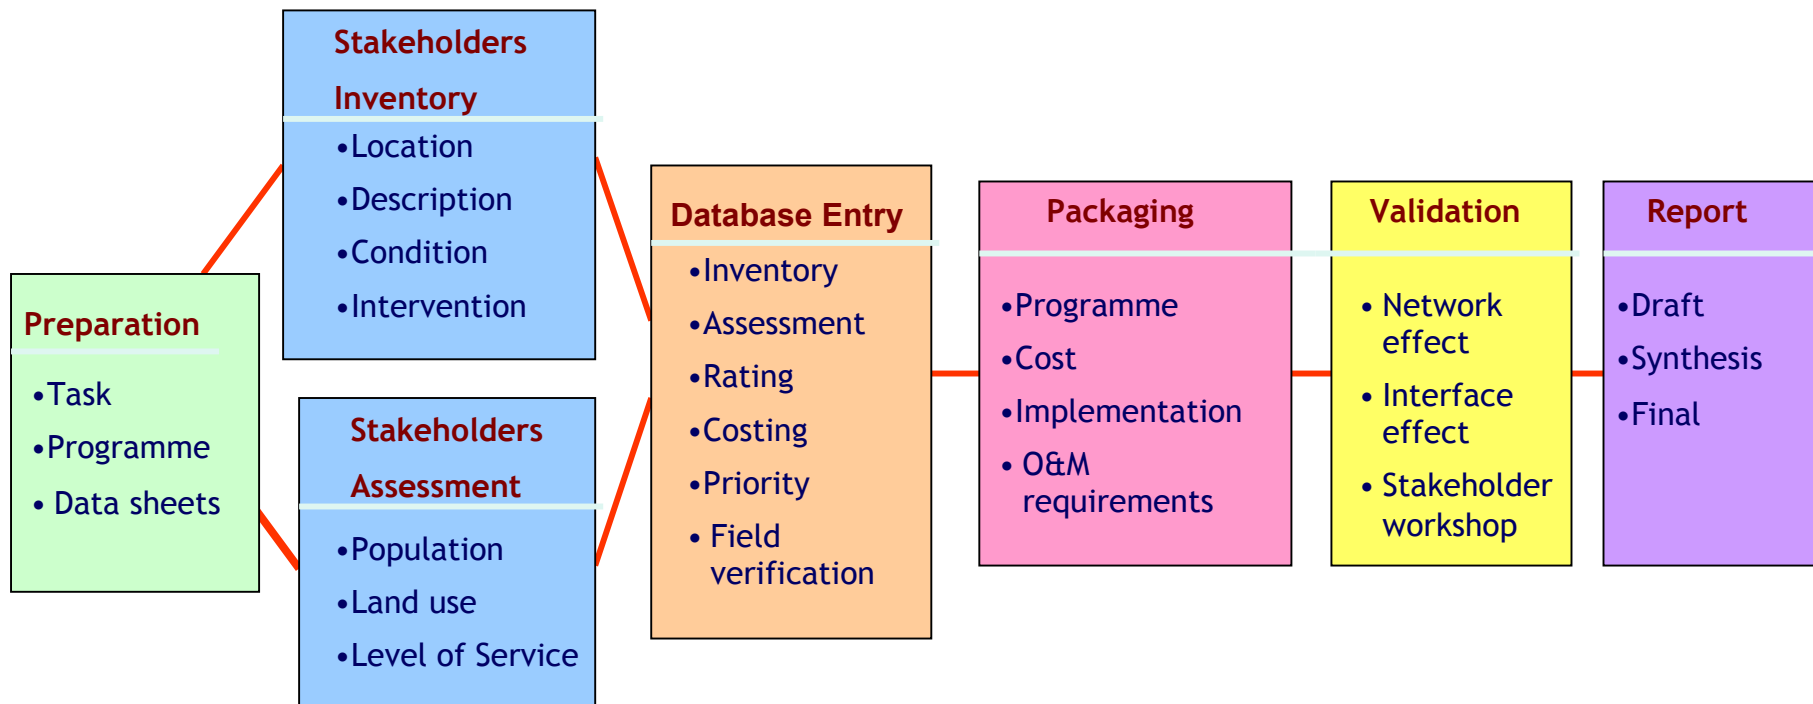 Preparation
•Task
•Programme
• Data sheets
Stakeholders
Inventory
•Location
•Description
•Condition
•Intervention
Stakeholders
Assessment
•Population
•Land use
•Level of Service
Database Entry
•Inventory
•Assessment
•Rating
•Costing
•Priority
• Field
verification
Packaging
•Programme
•Cost
•Implementation
• O&M
requirements
Validation
• Network
effect
• Interface
effect
• Stakeholder
workshop
Report
•Draft
•Synthesis
•Final